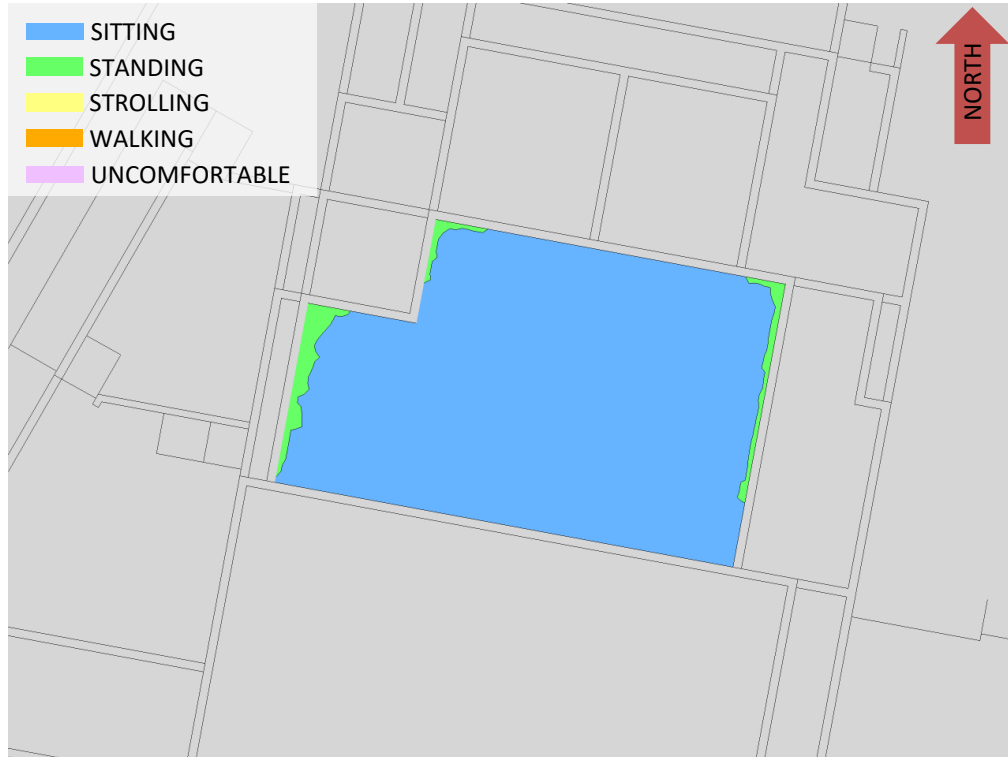 SITTING
STANDING
STROLLING
WALKING
UNCOMFORTABLE
NORTH